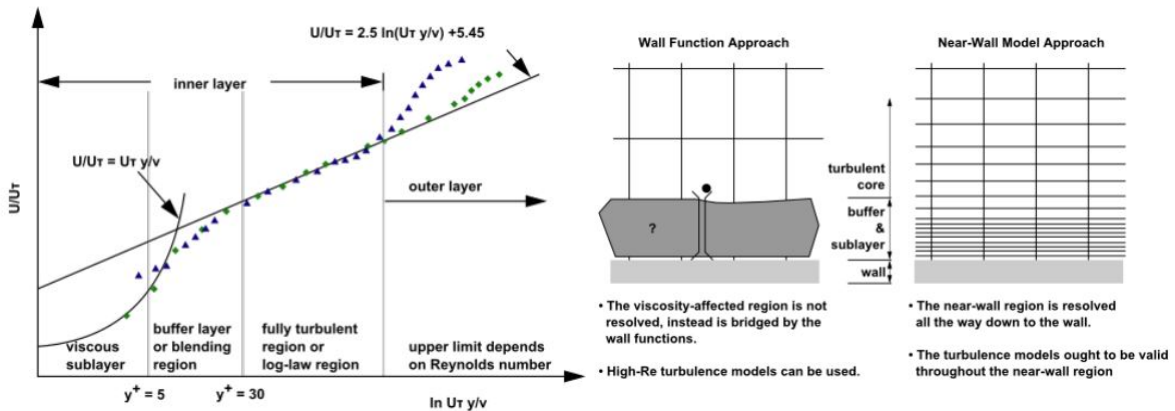 U/Uτ = 2.5 ln(Uτ y/v) +5.45
inner layer
U/Uτ = Uτ y/v
U/Uτ
outer layer
viscous
sublayer
buffer layer
or blending
region
fully turbulent
region or
log-law region
upper limit depends
on Reynolds number
y+ = 5
y+ = 30
ln Uτ y/v
Wall Function Approach
?
• The viscosity-affected region is not
resolved, instead is bridged by the
wall functions.
• High-Re turbulence models can be used.
Near-Wall Model Approach
turbulent
core
buffer
&
sublayer
wall
• The near-wall region is resolved
all the way down to the wall.
• The turbulence models ought to be valid
throughout the near-wall region